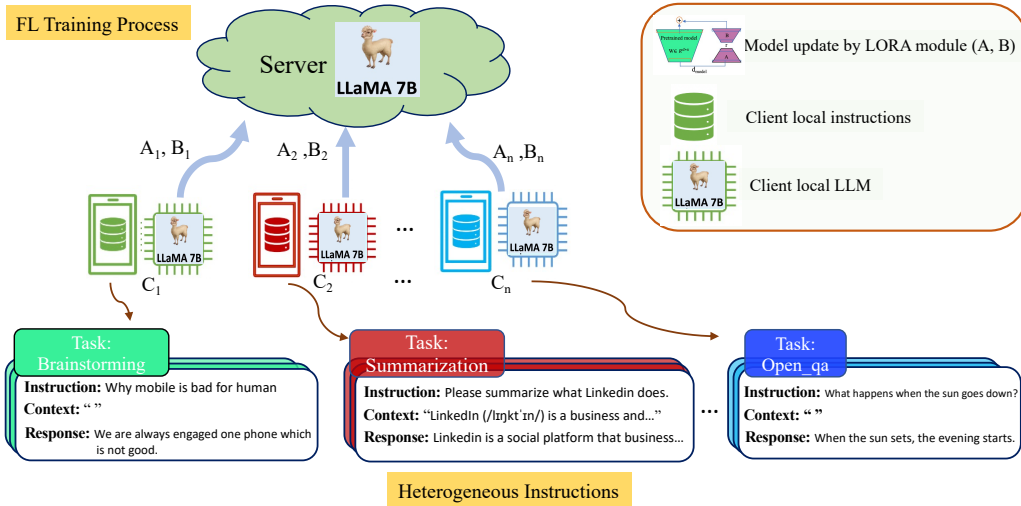 FL Training Process
Server
LLaMA 7B
A1, B1
A2 ,B2
An ,Bn
LLaMA 7B
LLaMA 7B
...
LLaMA 7B
C1
C2
...
Cn
Pretrained model
B
r
A
dmodel
Model update by LORA module (A, B)
Client local instructions
LLaMA 7B
Client local LLM
Task:
Brainstorming
Instruction: Why mobile is bad for human
Context: “ ”
Response: We are always engaged one phone which
is not good.
Task:
Summarization
Instruction: Please summarize what Linkedin does.
Context: “LinkedIn (/lɪŋktˈɪn/) is a business and...”
Response: Linkedin is a social platform that business...
...
Task:
Open_qa
Instruction: What happens when the sun goes down?
Context: “ ”
Response: When the sun sets, the evening starts.
Heterogeneous Instructions